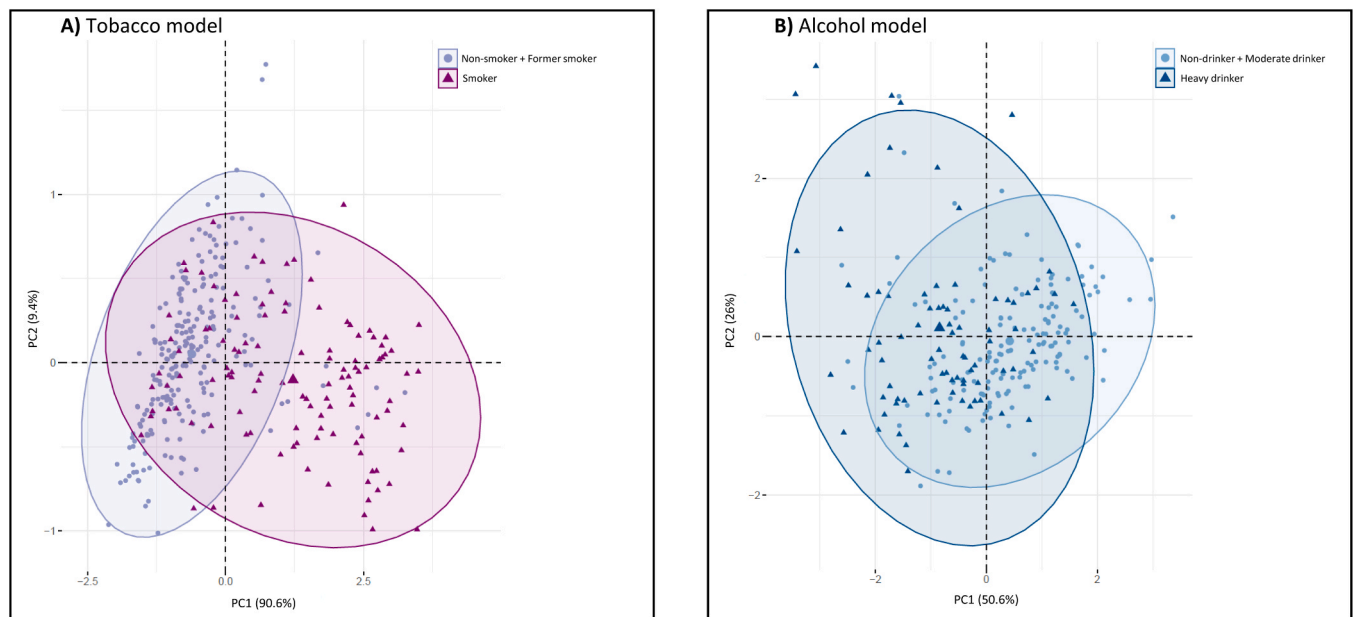 A) Tobacco model
Non-smoker + Former smoker
Smoker
PC2 (9.4%)
1
0
−1
−2.5
0.0
2.5
PC1 (90.6%)
B) Alcohol model
Non-drinker + Moderate drinker
Heavy drinker
PC2 (26%)
2
0
−2
−2
0
2
PC1 (50.6%)